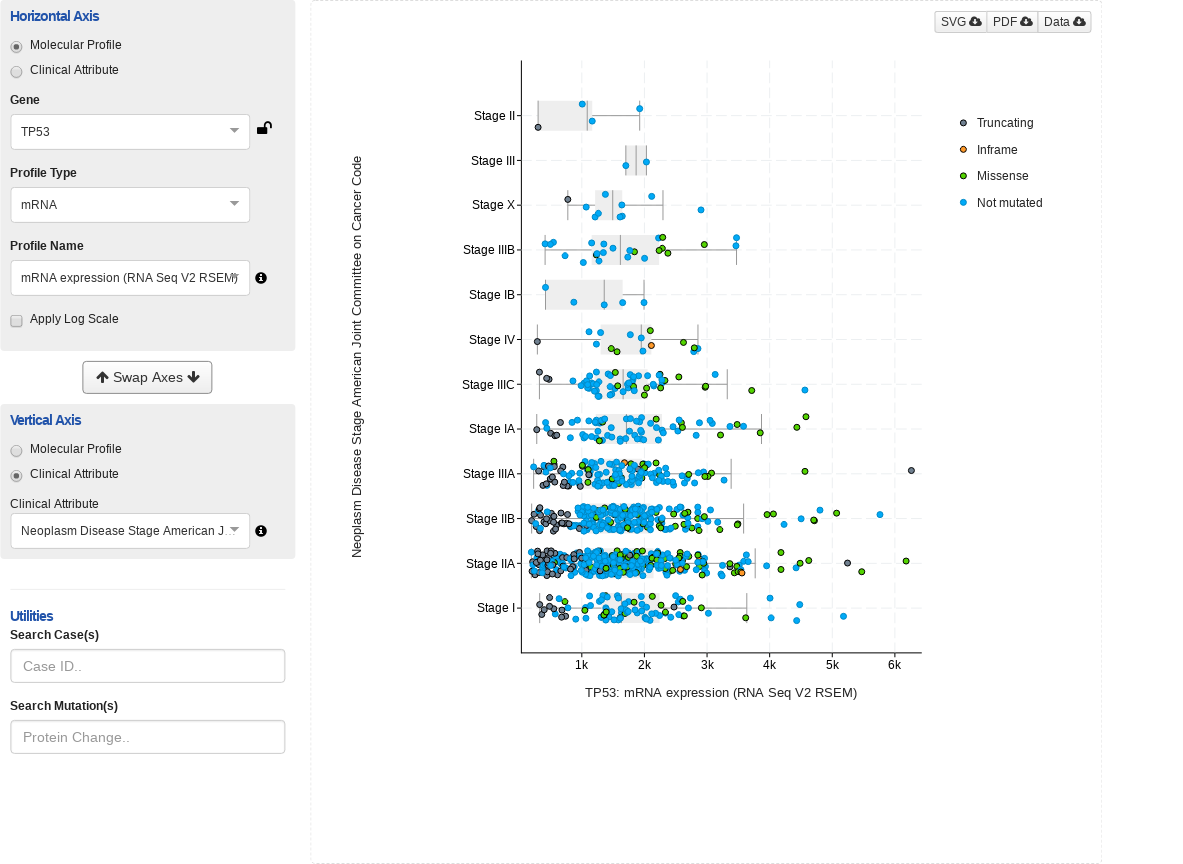 Horizontal Axis
Molecular Profile
Clinical Attribute
Gene
TP53
Profile Type
mRNA
Profile Name
mRNA expression (RNA Seq V2 RSEM)
Apply Log Scale
Swap Axes
Vertical Axis
Molecular Profile
Clinical Attribute
Clinical Attribute
Neoplasm Disease Stage American J...
Utilities
Search Case(s)
Case ID..
Search Mutation(s)
Protein Change..
SVG
PDF
Data
Neoplasm Disease Stage American Joint Committee on Cancer Code
Stage II
Stage III
Stage X
Stage IIIB
Stage IB
Stage IV
Stage IIIC
Stage IA
Stage IIIA
Stage IIB
Stage IIA
Stage I
1k 2k 3k 4k 5k 6k
TP53: mRNA expression (RNA Seq V2 RSEM)
Truncating
Inframe
Missense
Not mutated